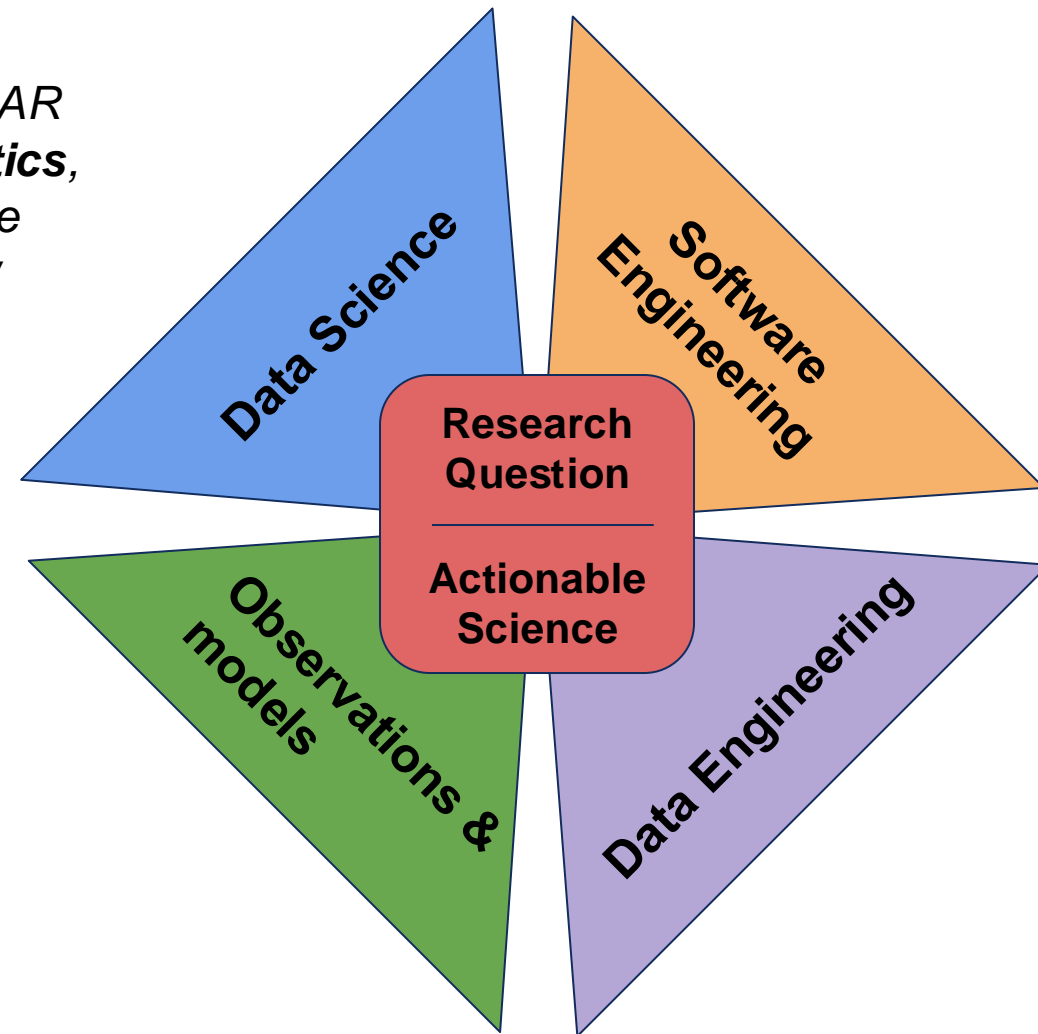 AR
tics,
e
Data Science
Software
Engineering
Research
Question
Actionable
Science
Observations &
models
Data Engineering